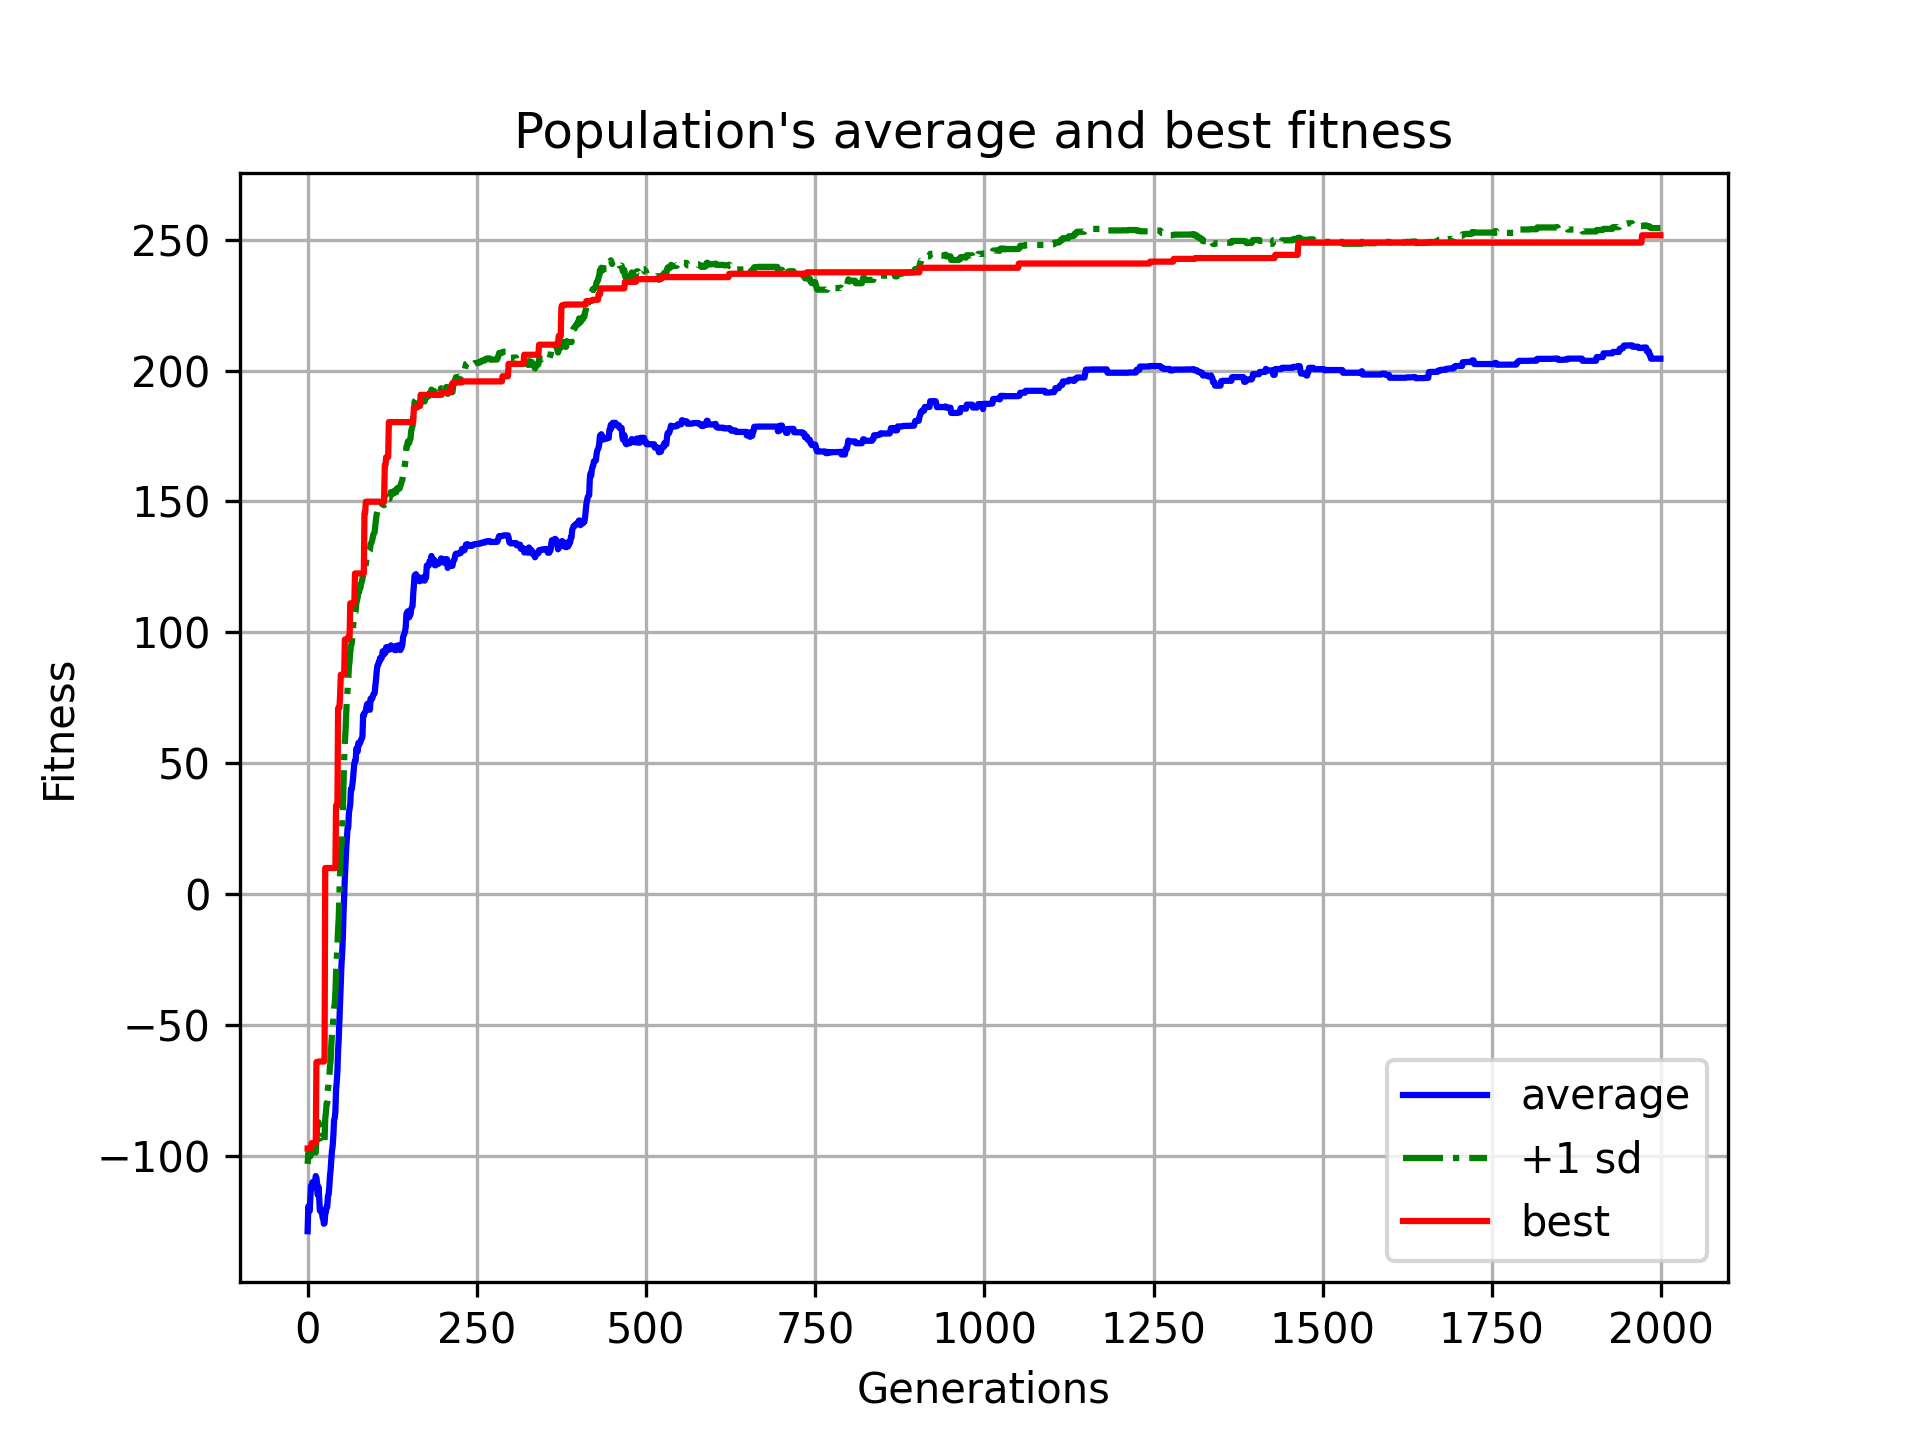 Population's average and best fitness
250
200
150
100
50
0
−50
−100
Fitness
average
+1 sd
best
0 250 500 750 1000 1250 1500 1750 2000
Generations